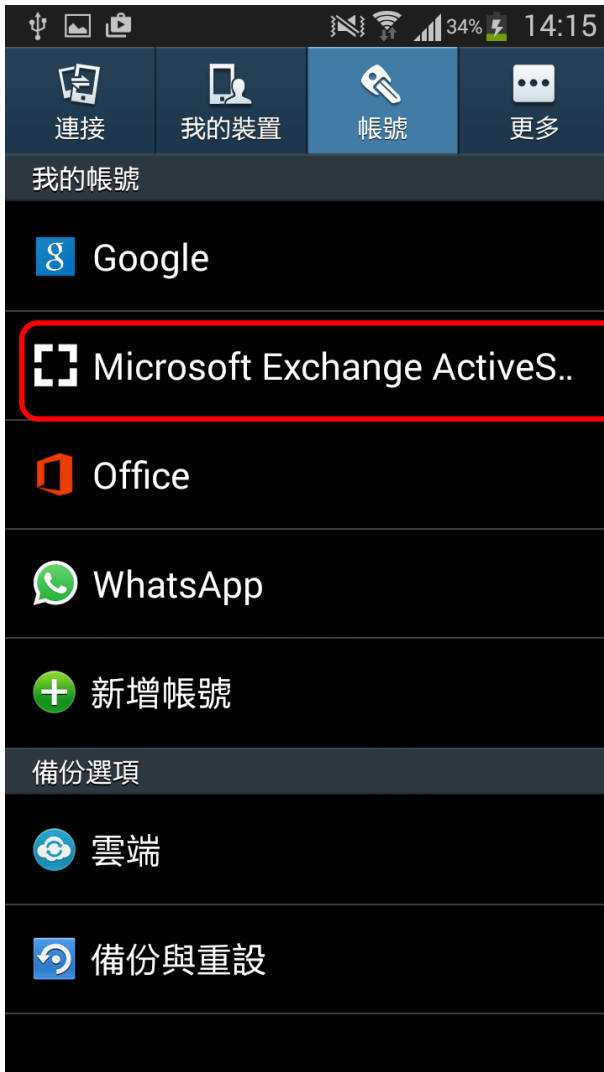 34% 14:15
連接 我的裝置 帳號 更多
我的帳號
8 Google
Microsoft Exchange ActiveS..
Office
WhatsApp
新增帳號
備份選項
雲端
備份與重設